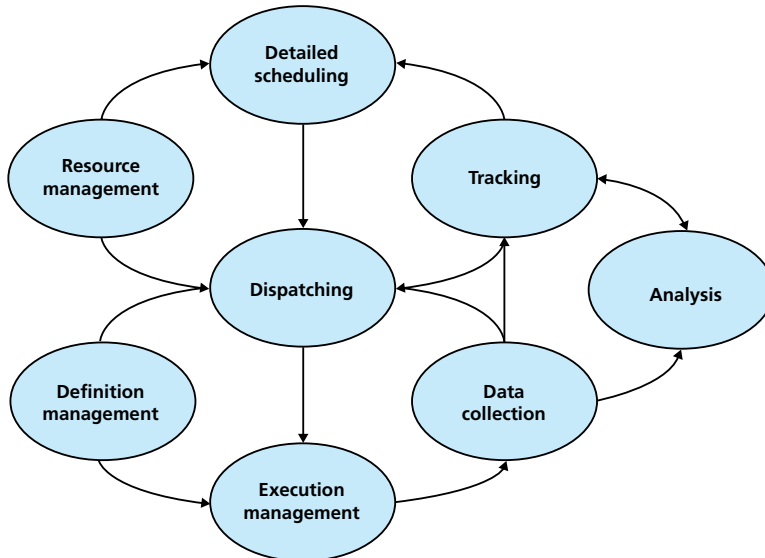 Detailed
scheduling
Resource
management
Tracking
Dispatching
Analysis
Definition
management
Data
collection
Execution
management